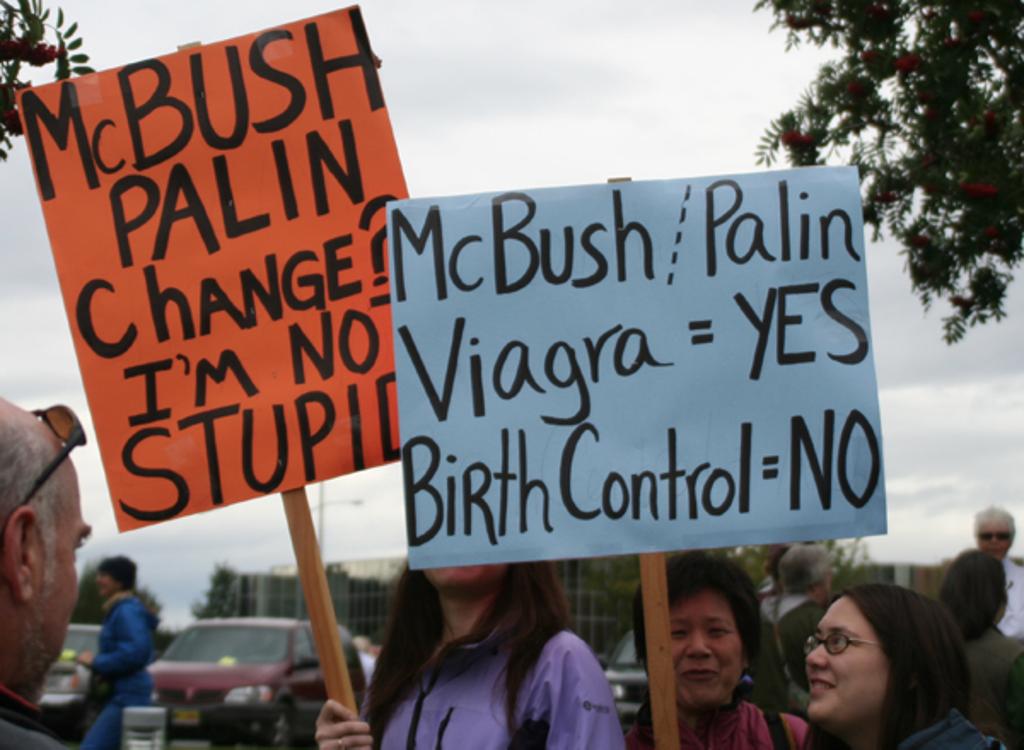 McBUSH
PALIN
ChANGE?
I'M NO
STUPID
McBush/Palin
Viagra = YES
BiRth Control = NO